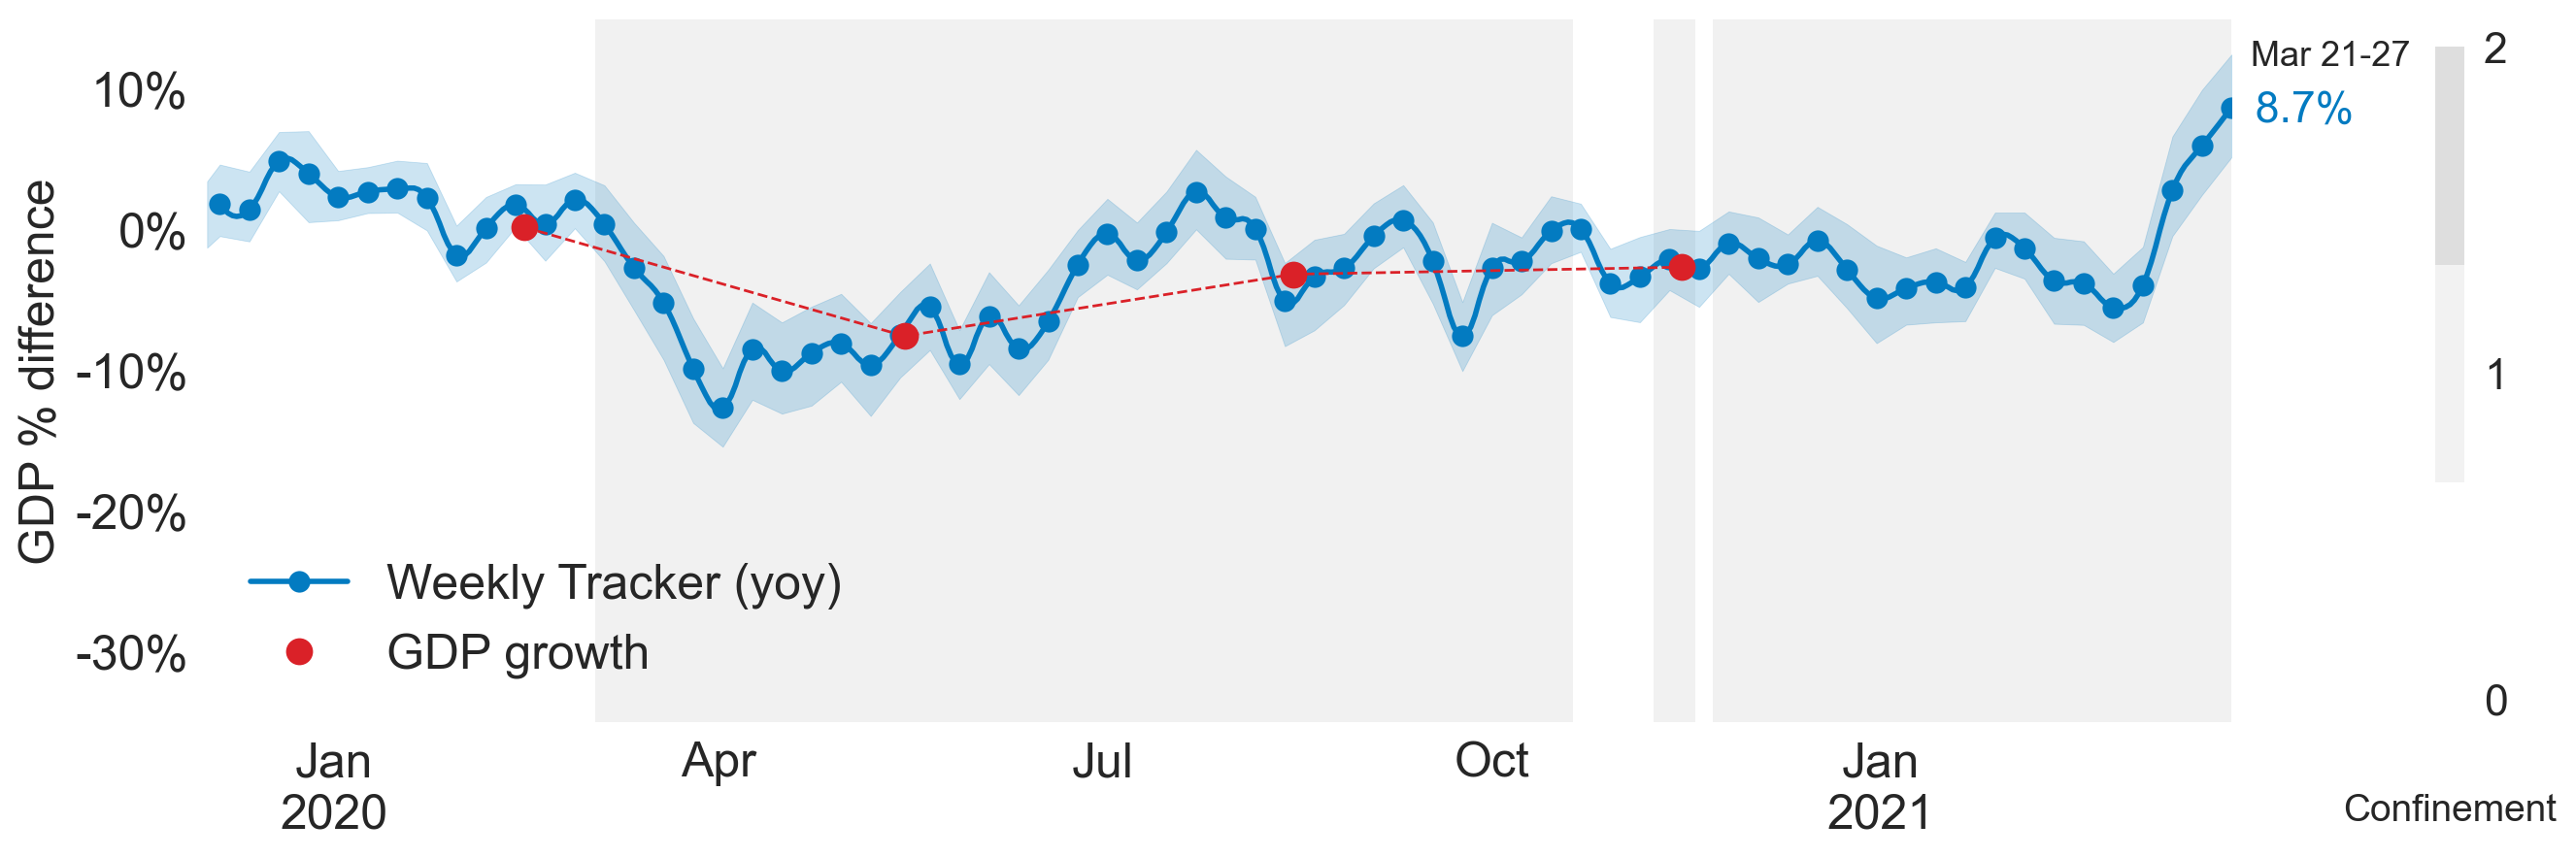 GDP % difference
10%
0%
-10%
-20%
-30%
Weekly Tracker (yoy)
GDP growth
Jan
2020
Apr
Jul
Oct
Jan
2021
Mar 21-27
8.7%
2
1
0
Confinement